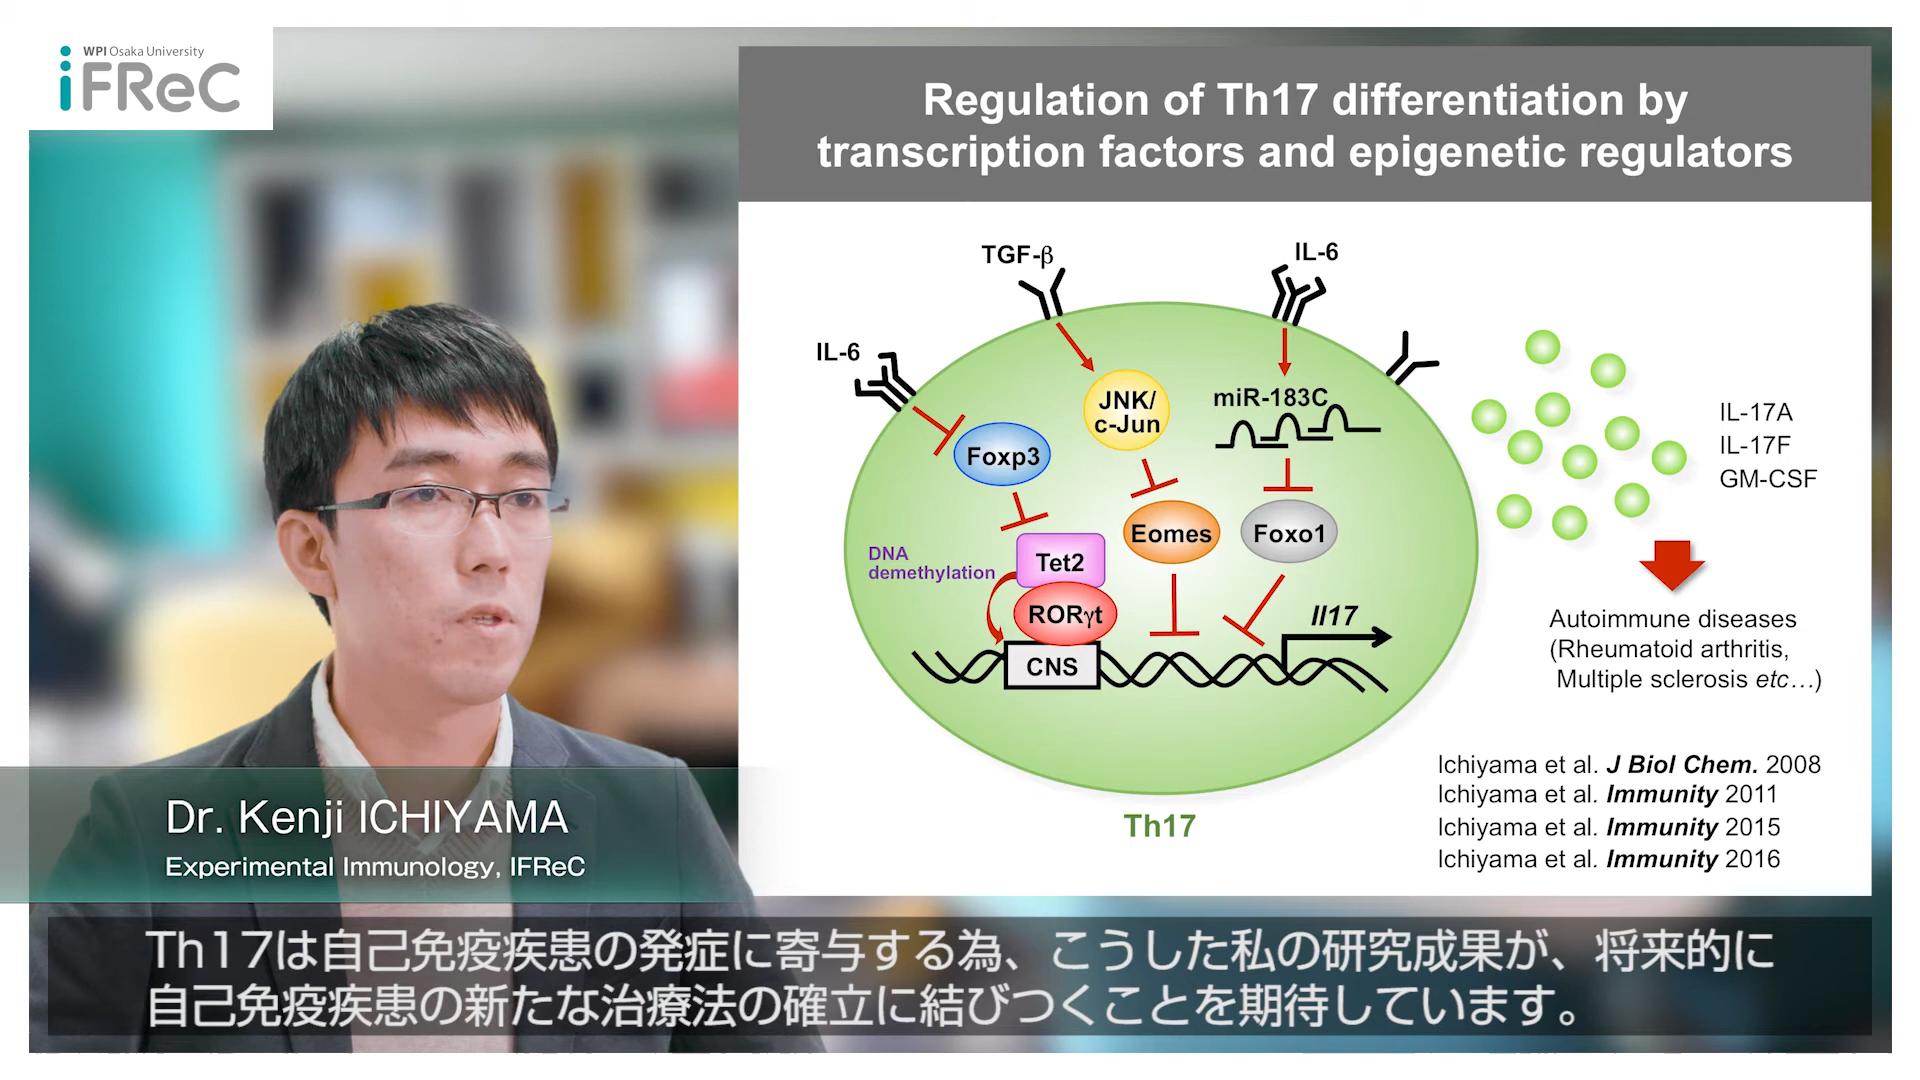 WPI Osaka University
iFReC
Regulation of Th17 differentiation by
transcription factors and epigenetic regulators
TGF-β
IL-6
IL-6
JNK/
c-Jun
miR-183C
Foxp3
Eomes
Foxo1
DNA
demethylation
Tet2
RORγt
CNS
Il17
Th17
IL-17A
IL-17F
GM-CSF
Autoimmune diseases
(Rheumatoid arthritis,
Multiple sclerosis etc…)
Ichiyama et al. J Biol Chem. 2008
Ichiyama et al. Immunity 2011
Ichiyama et al. Immunity 2015
Ichiyama et al. Immunity 2016
Dr. Kenji ICHIYAMA
Experimental Immunology, IFReC
Th17は自己免疫疾患の発症に寄与する為、こうした私の研究成果が、将来的に
自己免疫疾患の新たな治療法の確立に結びつくことを期待しています。